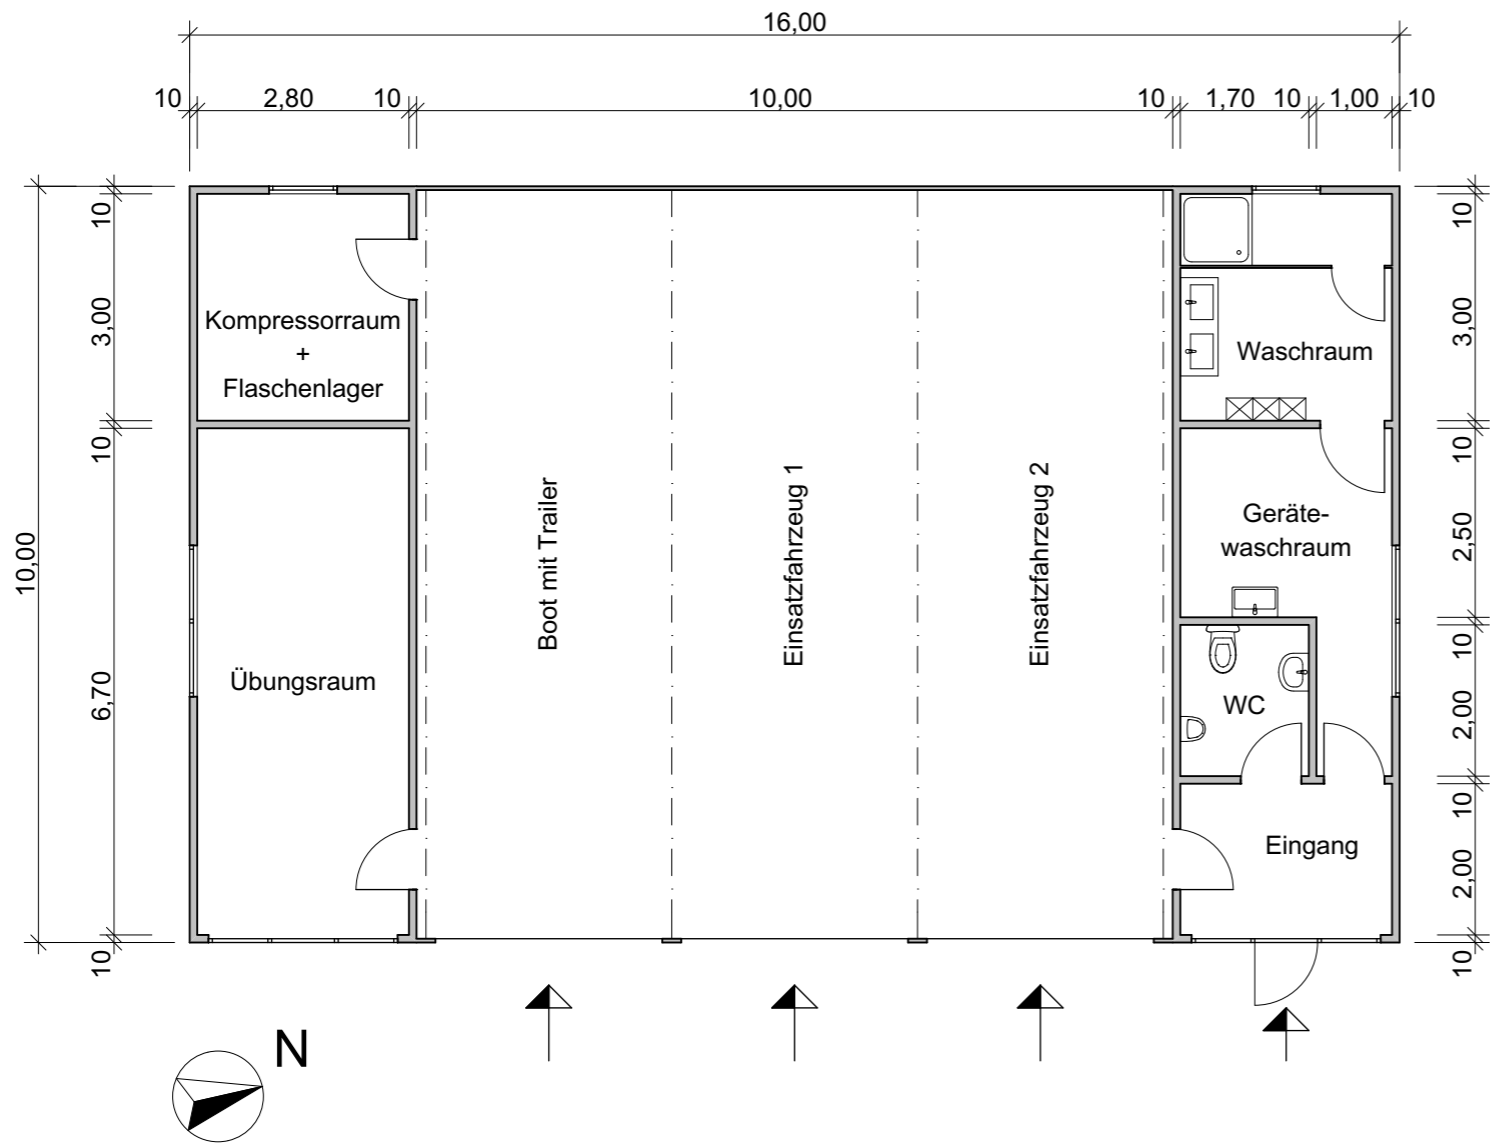 16,00
10 2,80 10 10,00 10 1,70 10 1,00 10
10 3,00 10 6,70 10
10,00
Kompressorraum
+
Flaschenlager
Übungsraum
Boot mit Trailer
Einsatzfahrzeug 1
Einsatzfahrzeug 2
Waschraum
Geräte-
waschraum
WC
Eingang
10 3,00 10 2,50 10 2,00 10 2,00 10
N